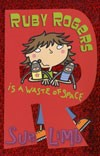 RUBY ROGERS
IS A WASTE OF SPACE
SUE LIMB